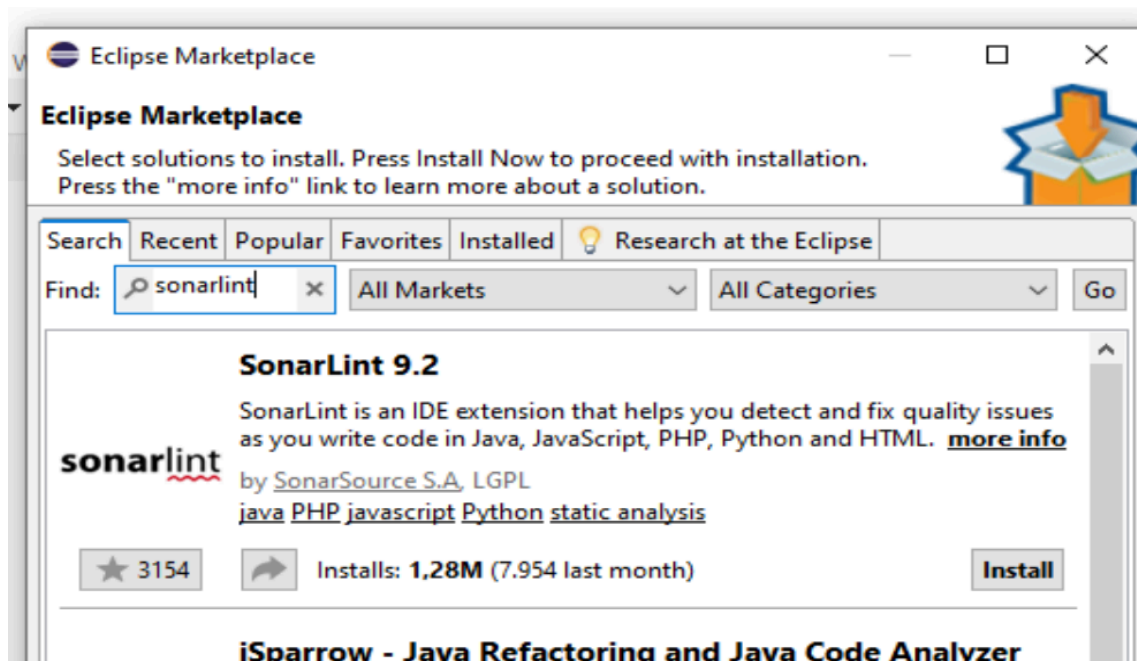 Eclipse Marketplace
Eclipse Marketplace
Select solutions to install. Press Install Now to proceed with installation.
Press the "more info" link to learn more about a solution.
Search Recent Popular Favorites Installed Research at the Eclipse
Find: sonarlint All Markets All Categories Go
SonarLint 9.2
SonarLint is an IDE extension that helps you detect and fix quality issues
as you write code in Java, JavaScript, PHP, Python and HTML. more info
sonarlint
by SonarSource S.A, LGPL
java PHP javascript Python static analysis
3154 Installs: 1,28M (7.954 last month) Install
iSparrow - Java Refactoring and Java Code Analyzer